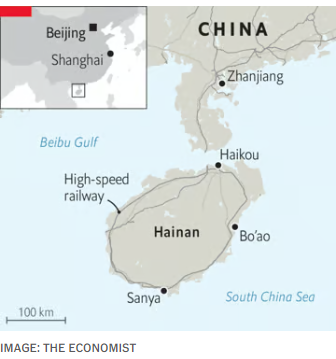 Beijing
Shanghai
CHINA
Zhanjiang
Beibu Gulf
Haikou
High-speed
railway
Hainan
Bo'ao
Sanya
South China Sea
100 km
IMAGE: THE ECONOMIST